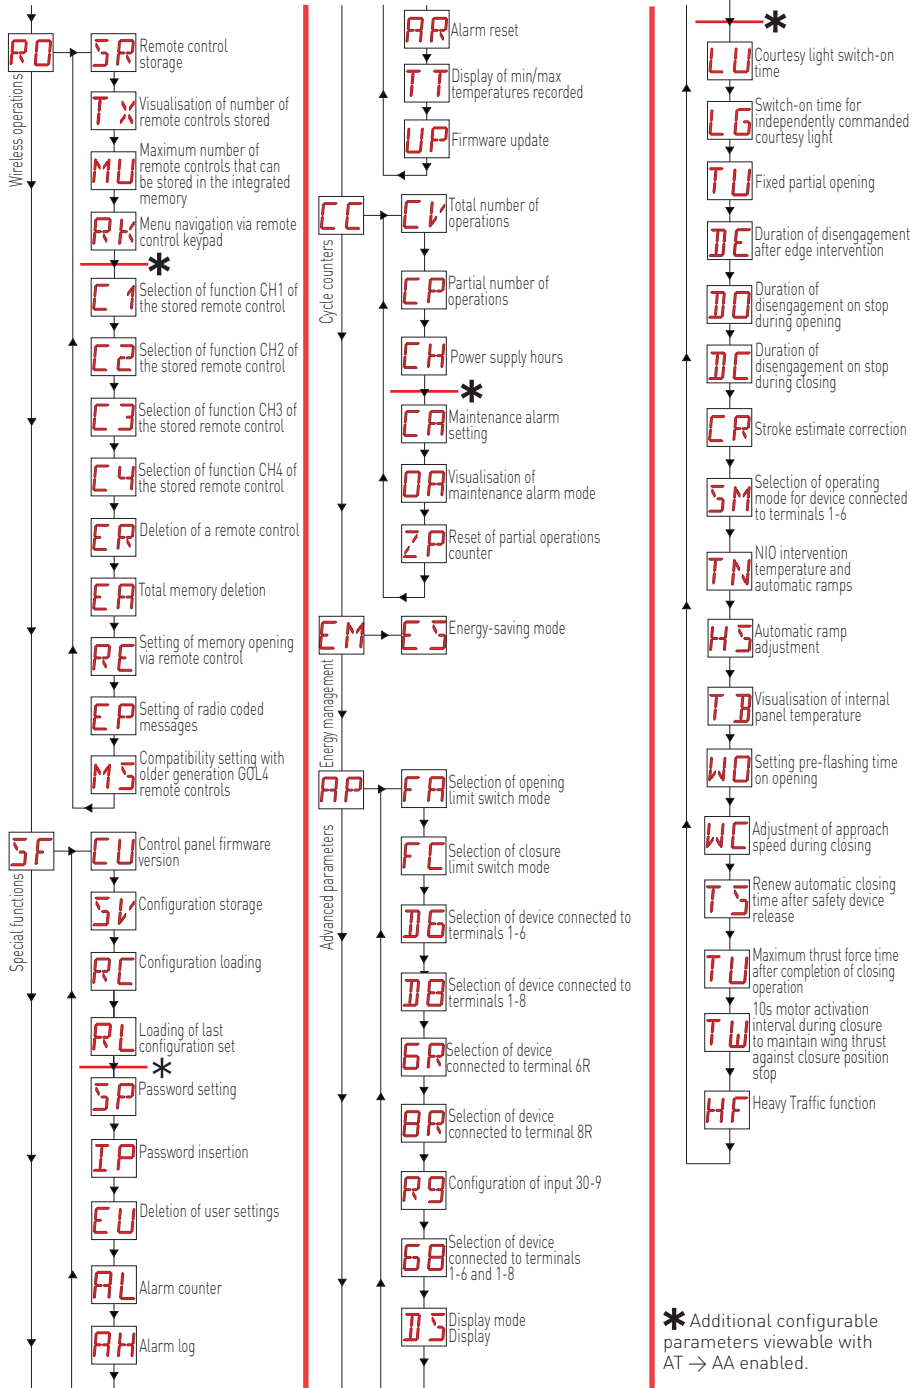 RO
Wireless operations
SR
Remote control
storage
TX
Visualisation of number of
remote controls stored
MU
Maximum number of
remote controls that can
be stored in the integrated
memory
RK
Menu navigation via remote
control keypad
*
C1
Selection of function CH1 of
the stored remote control
C2
Selection of function CH2 of
the stored remote control
C3
Selection of function CH3 of
the stored remote control
C4
Selection of function CH4 of
the stored remote control
ER
Deletion of a remote control
EA
Total memory deletion
RE
Setting of memory opening
via remote control
EP
Setting of radio coded
messages
MS
Compatibility setting with
older generation GOL4
remote controls
SF
Special functions
CU
Control panel firmware
version
SV
Configuration storage
RC
Configuration loading
RL
Loading of last
configuration set
*
SP
Password setting
IP
Password insertion
EU
Deletion of user settings
AL
Alarm counter
AH
Alarm log
AR
Alarm reset
TT
Display of min/max
temperatures recorded
UP
Firmware update
CC
Cycle counters
CV
Total number of
operations
CP
Partial number of
operations
CH
Power supply hours
*
CA
Maintenance alarm
setting
OA
Visualisation of
maintenance alarm mode
ZP
Reset of partial operations
counter
EM
Energy management
ES
Energy-saving mode
AP
Advanced parameters
FA
Selection of opening
limit switch mode
FC
Selection of closure
limit switch mode
D6
Selection of device connected to
terminals 1-6
D8
Selection of device connected to
terminals 1-8
6R
Selection of device
connected to terminal 6R
8R
Selection of device
connected to terminal 8R
R9
Configuration of input 30-9
68
Selection of device
connected to terminals
1-6 and 1-8
DS
Display mode
Display
*
LU
Courtesy light switch-on
time
LG
Switch-on time for
independently commanded
courtesy light
TU
Fixed partial opening
DE
Duration of disengagement
after edge intervention
DO
Duration of
disengagement on stop
during opening
DC
Duration of
disengagement on stop
during closing
CR
Stroke estimate correction
SM
Selection of operating
mode for device connected
to terminals 1-6
TN
NIO intervention
temperature and
automatic ramps
HS
Automatic ramp
adjustment
TB
Visualisation of internal
panel temperature
WO
Setting pre-flashing time
on opening
WC
Adjustment of approach
speed during closing
TS
Renew automatic closing
time after safety device
release
TU
Maximum thrust force time
after completion of closing
operation
TW
10s motor activation
interval during closure
to maintain wing thrust
against closure position
stop
HF
Heavy Traffic function
* Additional configurable
parameters viewable with
AT → AA enabled.